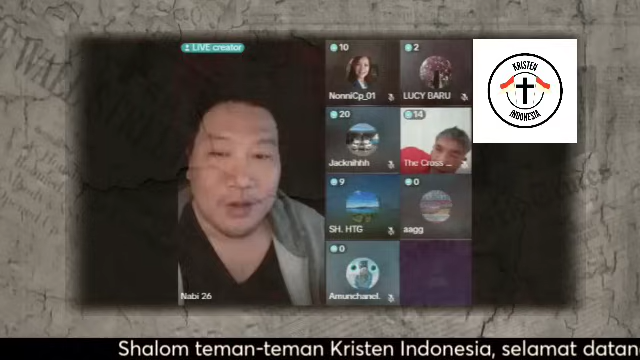 LIVE creator
10
2
NonniCp_01
LUCY BARU
20
14
Jacknihhh
The Cross ...
9
0
SH. HTG
aagg
0
Amunchanel.
Nabi 26
KRISTEN
INDONESIA
Shalom teman-teman Kristen Indonesia, selamat datan